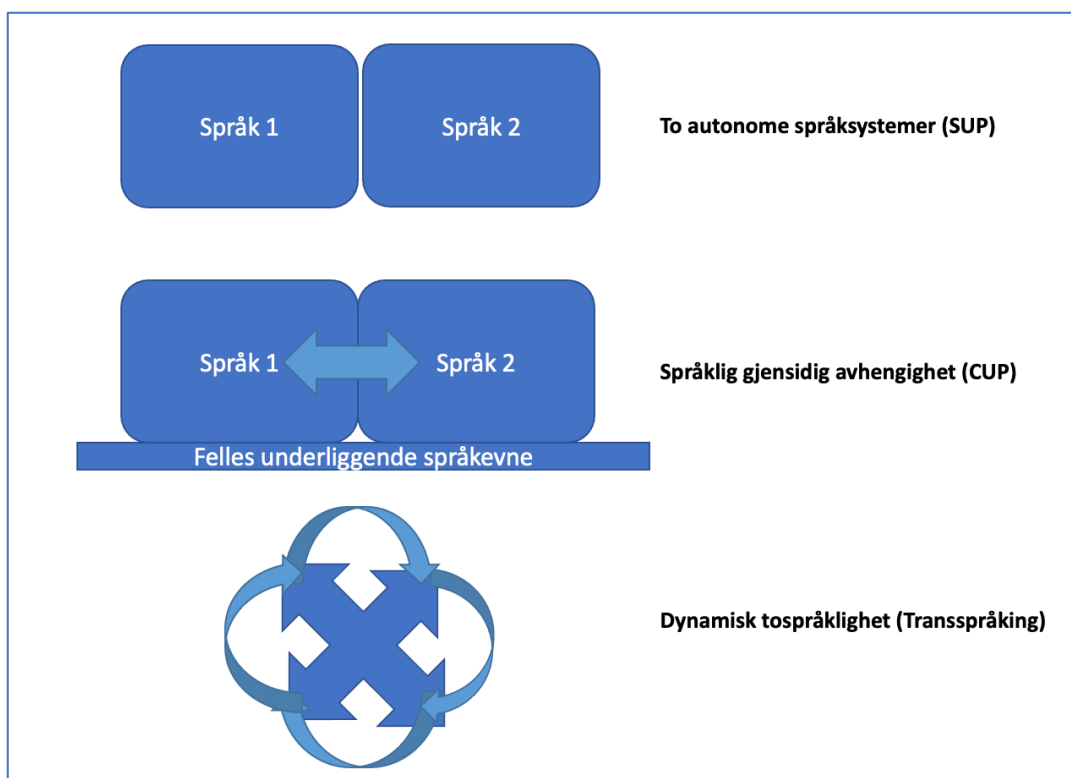 Språk 1
Språk 2
To autonome språksystemer (SUP)
Språk 1
Språk 2
Språklig gjensidig avhengighet (CUP)
Felles underliggende språkevne
Dynamisk tospråklighet (Transspråking)